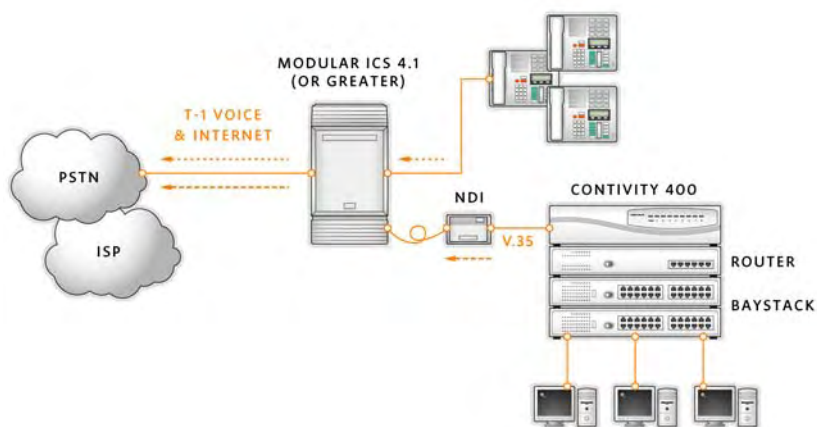 MODULAR ICS 4.1
(OR GREATER)
T-1 VOICE
& INTERNET
PSTN
ISP
NDI
V.35
CONTIVITY 400
ROUTER
BAYSTACK